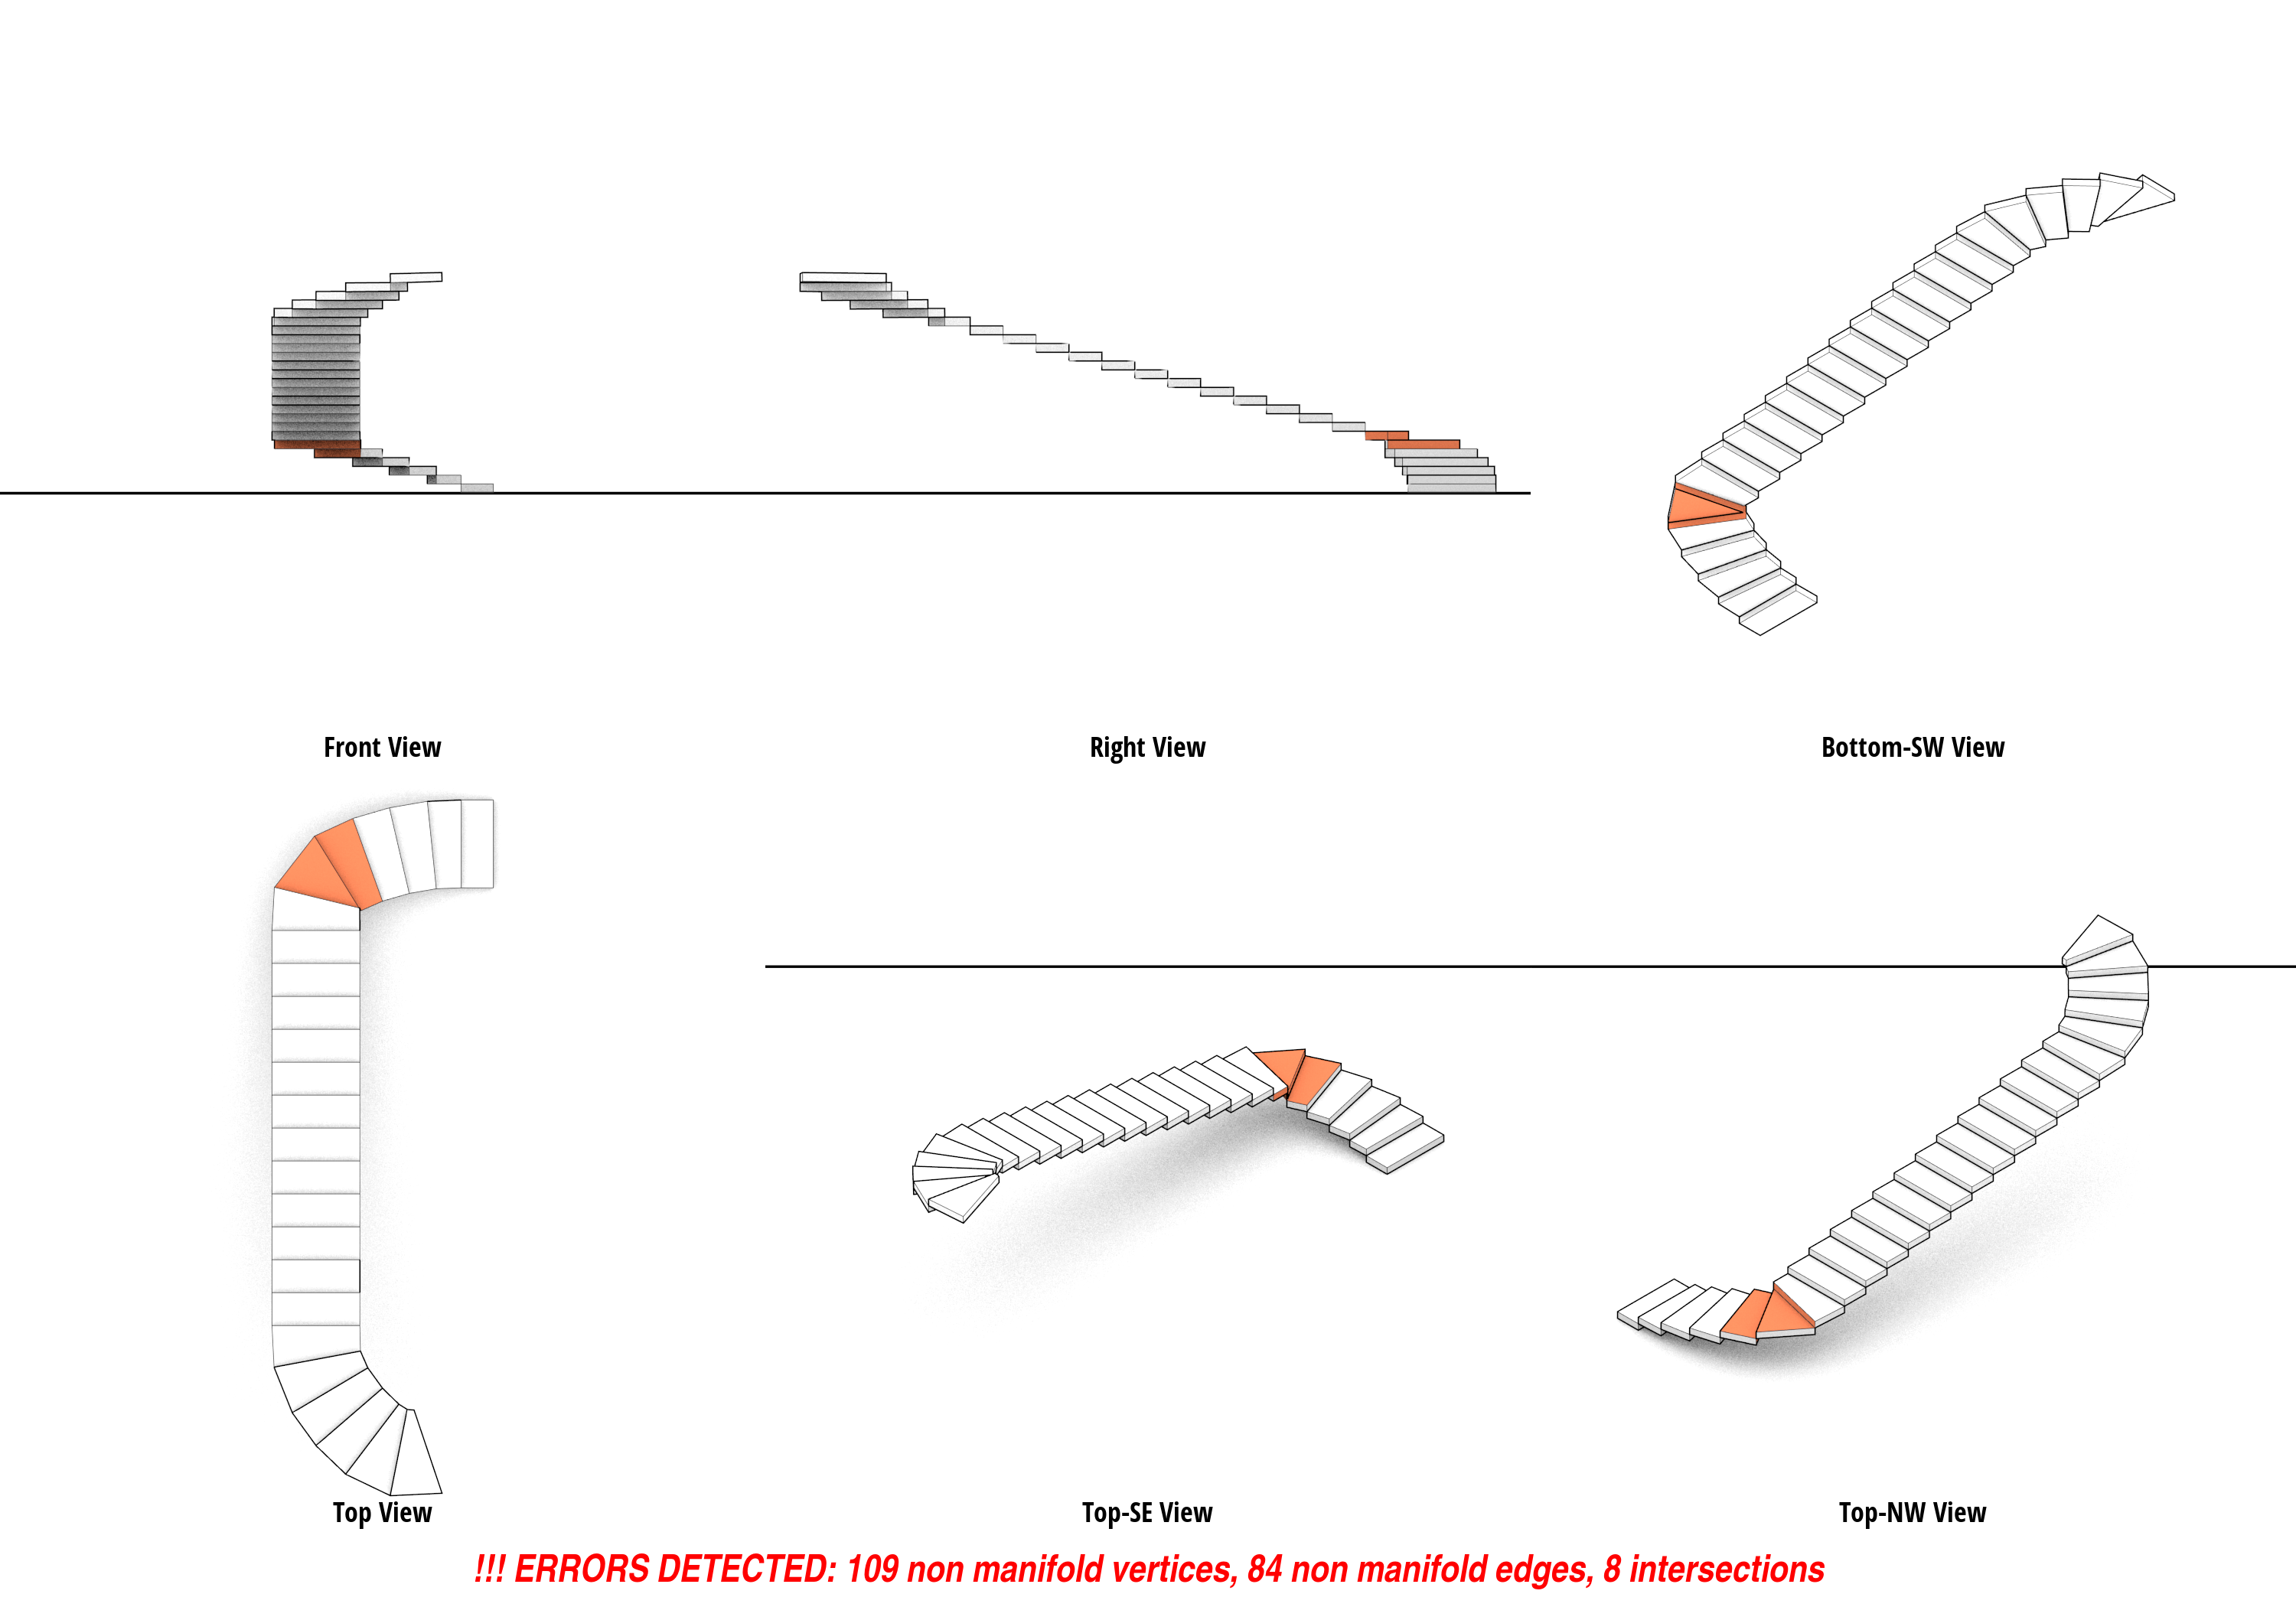 Front View
Right View
Bottom-SW View
Top View
Top-SE View
Top-NW View
!!! ERRORS DETECTED: 109 non manifold vertices, 84 non manifold edges, 8 intersections